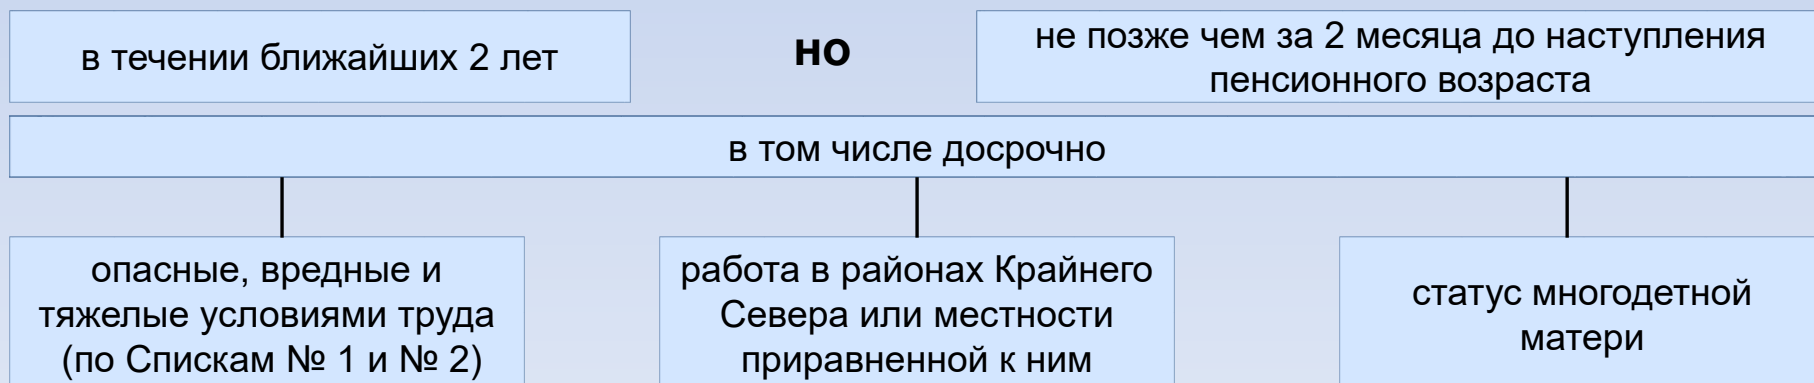 в течении ближайших 2 лет
но
не позже чем за 2 месяца до наступления
пенсионного возраста
в том числе досрочно
опасные, вредные и
тяжелые условиями труда
(по Спискам № 1 и № 2)
работа в районах Крайнего
Севера или местности
приравненной к ним
статус многодетной
матери